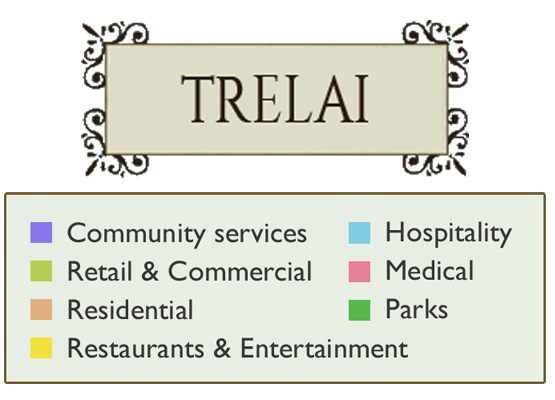 TRELAI
Community services
Hospitality
Retail & Commercial
Medical
Residential
Parks
Restaurants & Entertainment